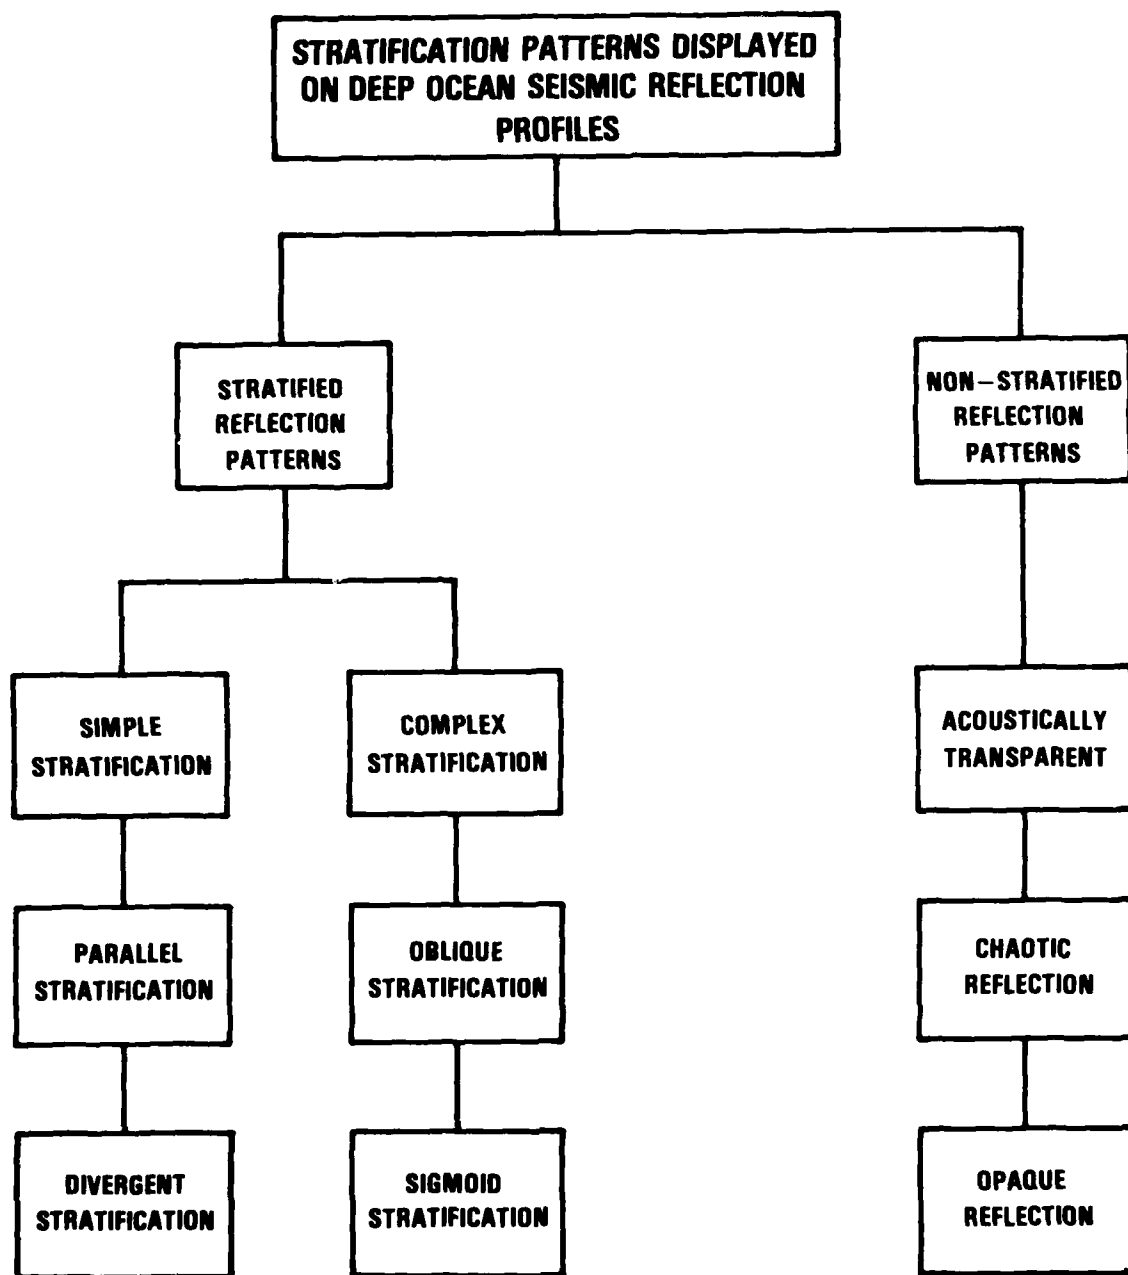 STRATIFICATION PATTERNS DISPLAYED
ON DEEP OCEAN SEISMIC REFLECTION
PROFILES
STRATIFIED
REFLECTION
PATTERNS
NON-STRATIFIED
REFLECTION
PATTERNS
SIMPLE
STRATIFICATION
COMPLEX
STRATIFICATION
ACOUSTICALLY
TRANSPARENT
PARALLEL
STRATIFICATION
OBLIQUE
STRATIFICATION
CHAOTIC
REFLECTION
DIVERGENT
STRATIFICATION
SIGMOID
STRATIFICATION
OPAQUE
REFLECTION